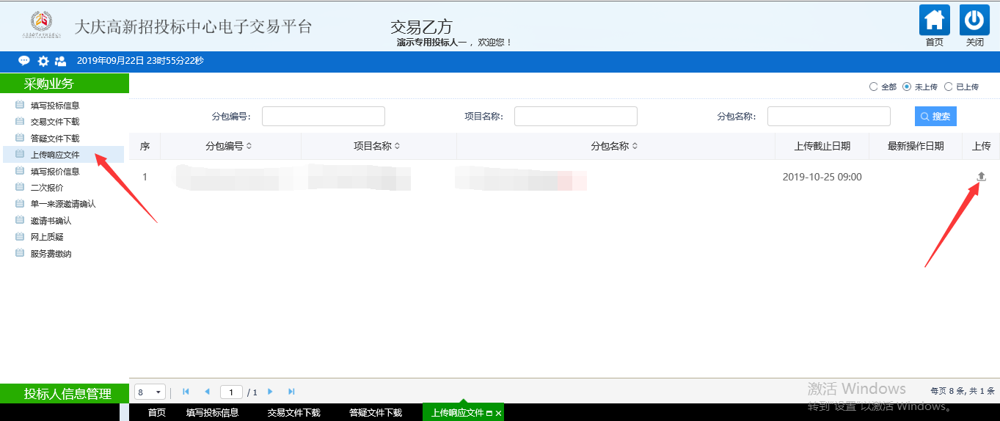 大庆高新招投标中心电子交易平台
交易乙方
演示专用投标人一 ，欢迎您！
首页 关闭
2019年09月22日 23时55分22秒
采购业务
填写投标信息
交易文件下载
答疑文件下载
上传响应文件
填写报价信息
二次报价
单一来源邀请确认
邀请书确认
网上质疑
服务费缴纳
投标人信息管理
全部 未上传 已上传
分包编号: 项目名称: 分包名称: 搜索
序 分包编号 项目名称 分包名称 上传截止日期 最新操作日期 上传
1 2019-10-25 09:00
8 1 / 1 每页 8 条, 共 1 条
激活 Windows
转到"设置"以激活 Windows。
首页 填写投标信息 交易文件下载 答疑文件下载 上传响应文件